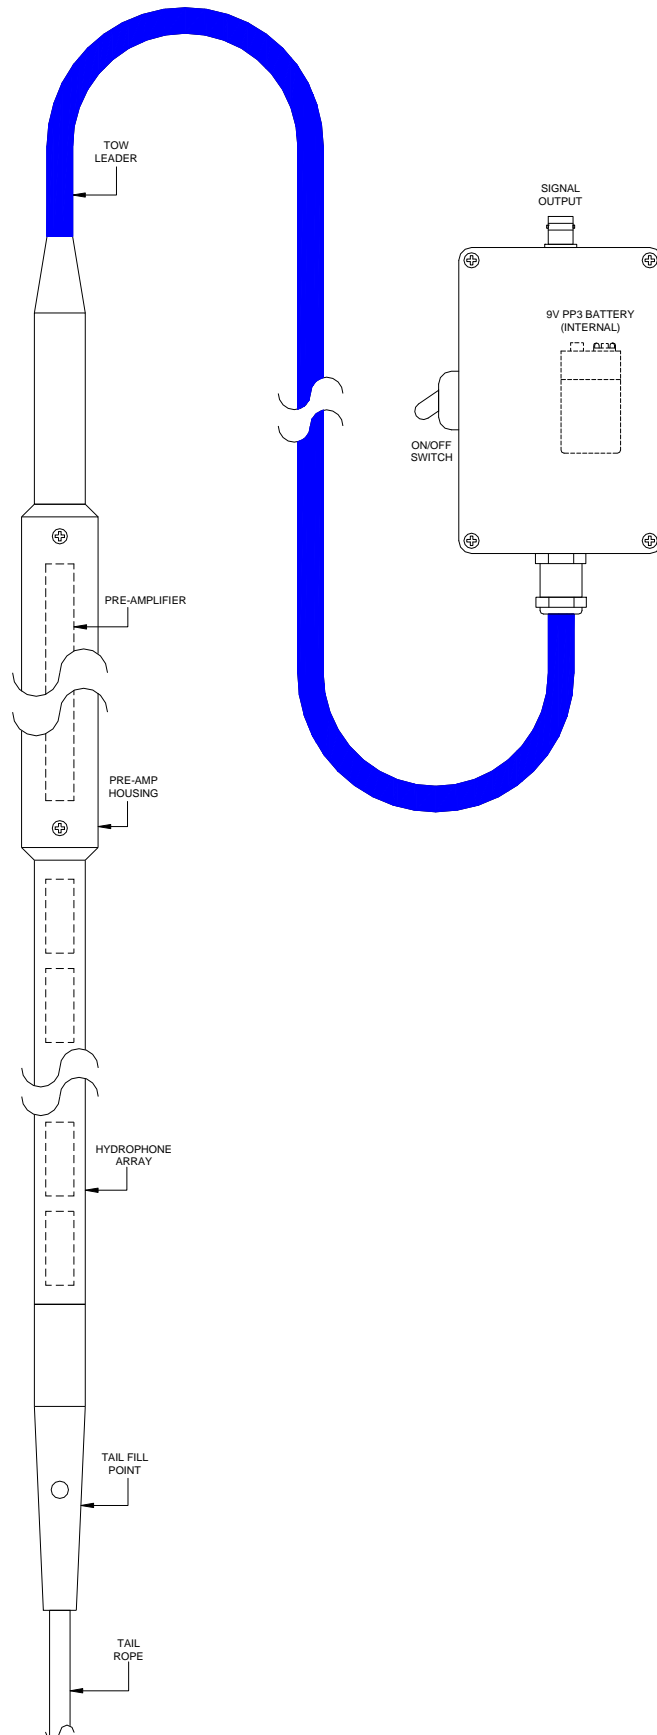 TOW
LEADER
SIGNAL
OUTPUT
9V PP3 BATTERY
(INTERNAL)
ON/OFF
SWITCH
PRE-AMPLIFIER
PRE-AMP
HOUSING
HYDROPHONE
ARRAY
TAIL FILL
POINT
TAIL
ROPE